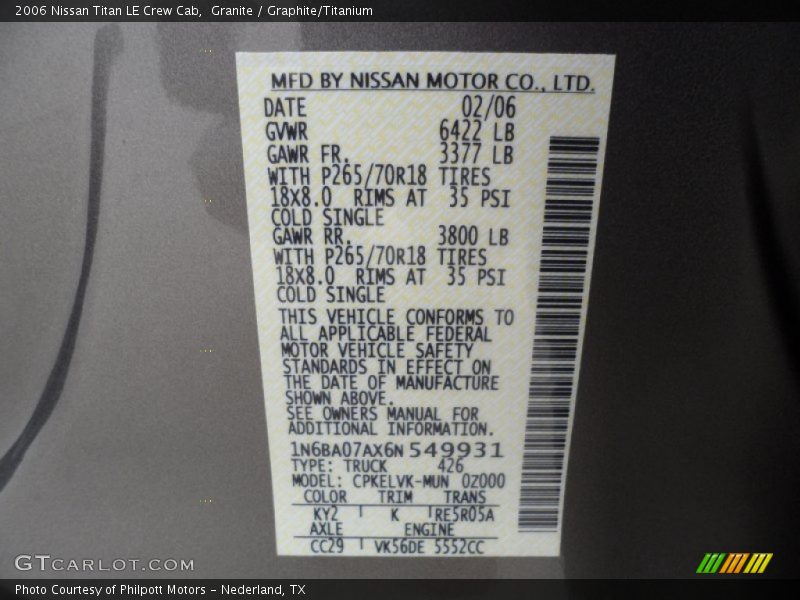 2006 Nissan Titan LE Crew Cab,  Granite / Graphite/Titanium
MFD BY NISSAN MOTOR CO., LTD.
DATE 02/06
GVWR 6422 LB
GAWR FR. 3377 LB
WITH P265/70R18 TIRES
18X8.0 RIMS AT 35 PSI
COLD SINGLE
GAWR RR. 3800 LB
WITH P265/70R18 TIRES
18X8.0 RIMS AT 35 PSI
COLD SINGLE
THIS VEHICLE CONFORMS TO
ALL APPLICABLE FEDERAL
MOTOR VEHICLE SAFETY
STANDARDS IN EFFECT ON
THE DATE OF MANUFACTURE
SHOWN ABOVE.
SEE OWNERS MANUAL FOR
ADDITIONAL INFORMATION.
1N6BA07AX6N549931
TYPE: TRUCK 426
MODEL: CPKELVK-MUN 0Z000
COLOR TRIM TRANS
KY2 K RE5R05A
AXLE ENGINE
CC29 VK56DE 5552CC
GTCARLOT.COM
Photo Courtesy of Philpott Motors - Nederland, TX